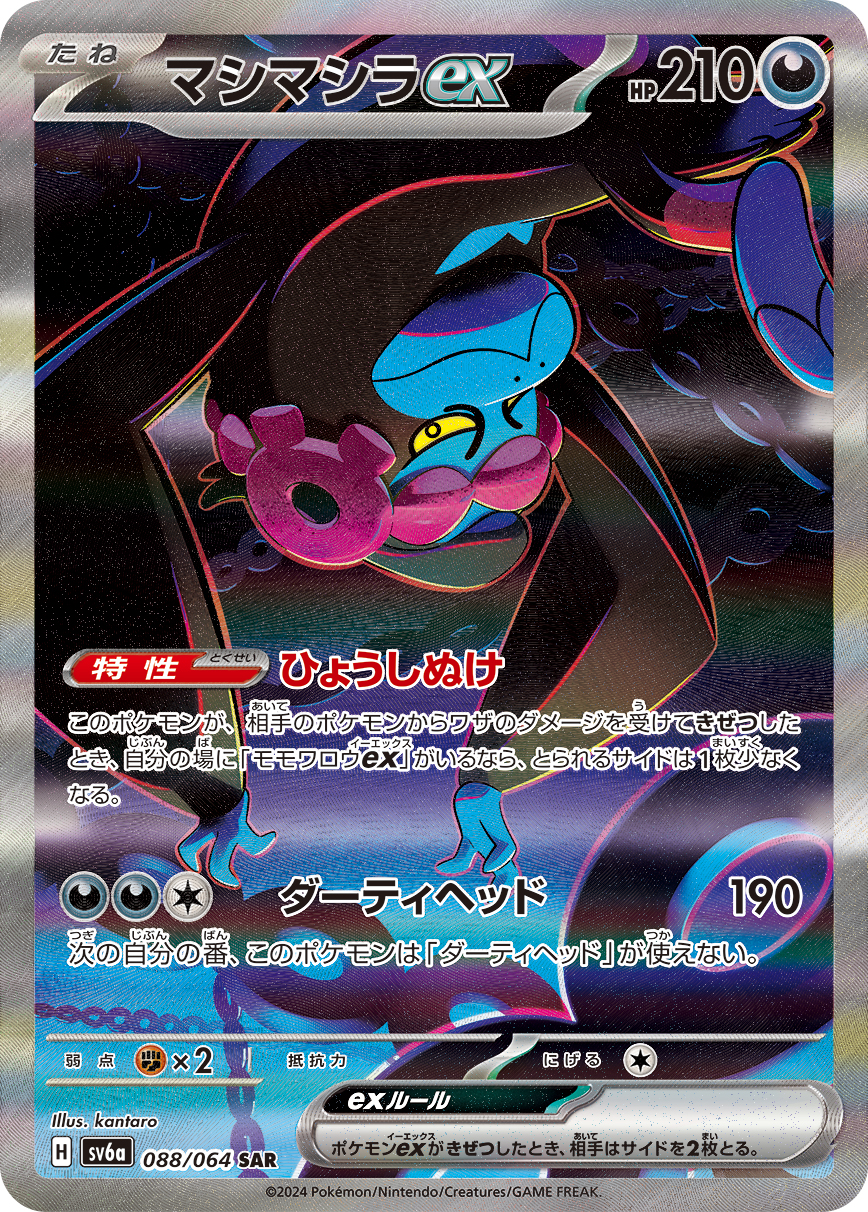 たね
マシマシラex
HP210
特性
とくせい
ひょうしぬけ
このポケモンが、相手のポケモンからワザのダメージを受けてきぜつした
とき、自分の場に「モモワロウex」がいるなら、とられるサイドは1枚少なく
なる。
ダーティヘッド 190
次の自分の番、このポケモンは「ダーティヘッド」が使えない。
弱点 ×2 抵抗力 にげる
exルール
ポケモンexがきぜつしたとき、相手はサイドを2枚とる。
Illus. kantaro
H sv6a 088/064 SAR
©2024 Pokémon/Nintendo/Creatures/GAME FREAK.